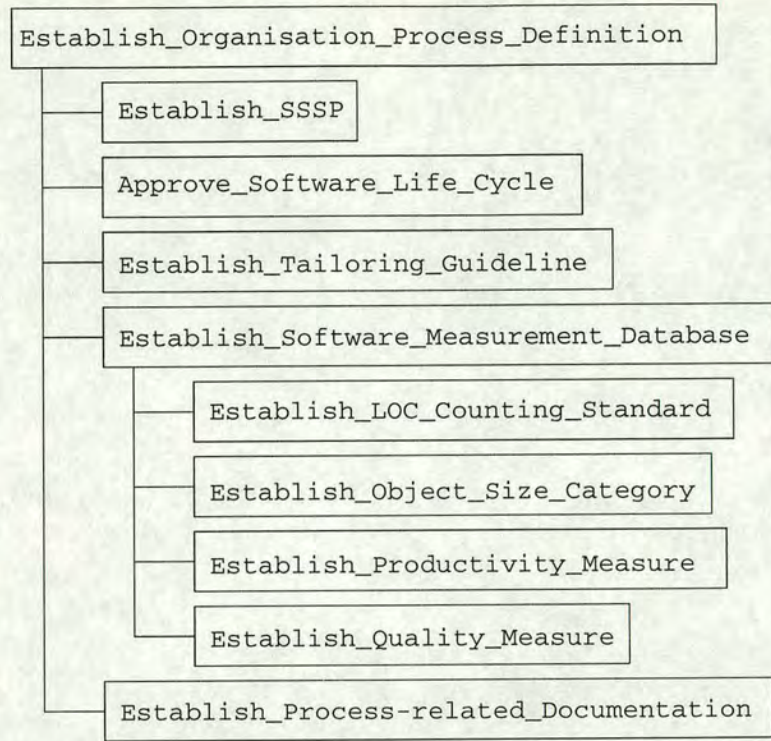 Establish_Organisation_Process_Definition
Establish_SSSP
Approve_Software_Life_Cycle
Establish_Tailoring_Guideline
Establish_Software_Measurement_Database
Establish_LOC_Counting_Standard
Establish_Object_Size_Category
Establish_Productivity_Measure
Establish_Quality_Measure
Establish_Process-related_Documentation